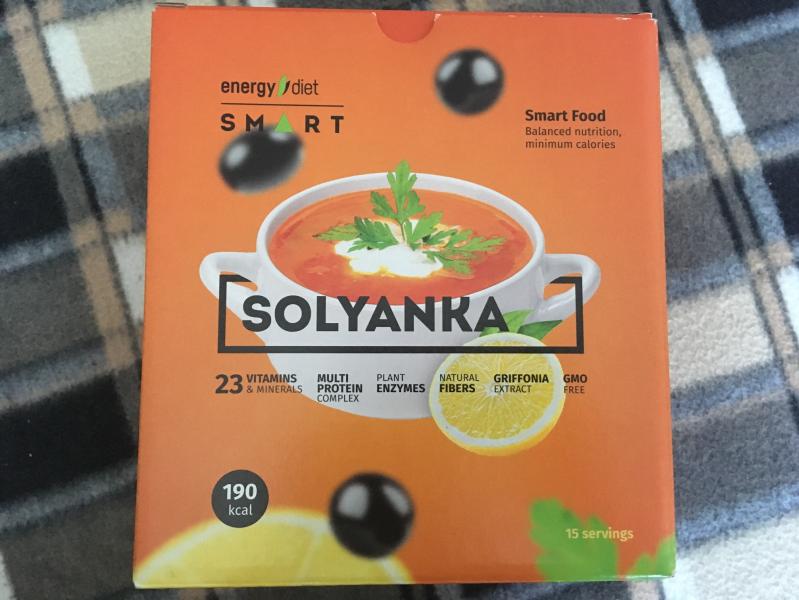 energy diet
SMART
Smart Food
Balanced nutrition,
minimum calories
SOLYANKA
23 VITAMINS & MINERALS
MULTI PROTEIN COMPLEX
PLANT ENZYMES
NATURAL FIBERS
GRIFFONIA EXTRACT
GMO FREE
190
kcal
15 servings